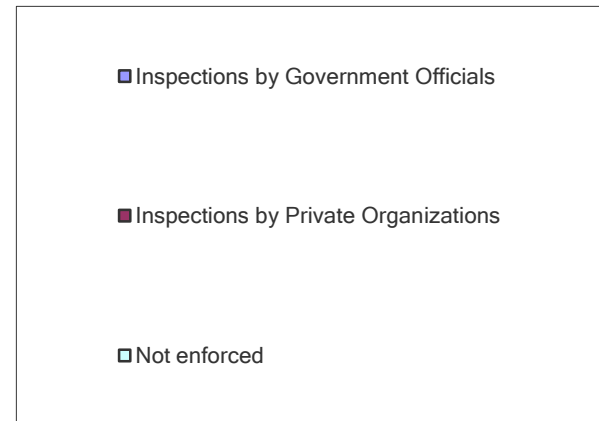 Inspections by Government Officials
Inspections by Private Organizations
Not enforced